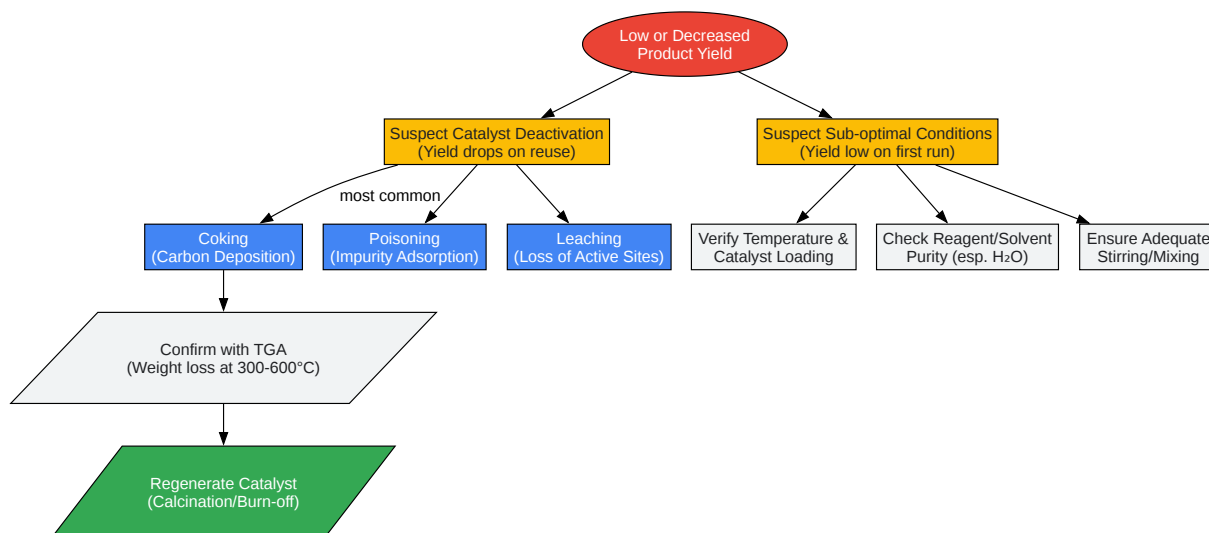 Low or Decreased
Product Yield
Suspect Catalyst Deactivation
(Yield drops on reuse)
Suspect Sub-optimal Conditions
(Yield low on first run)
most common
Coking
(Carbon Deposition)
Poisoning
(Impurity Adsorption)
Leaching
(Loss of Active Sites)
Verify Temperature &
Catalyst Loading
Check Reagent/Solvent
Purity (esp. H₂O)
Ensure Adequate
Stirring/Mixing
Confirm with TGA
(Weight loss at 300-600°C)
Regenerate Catalyst
(Calcination/Burn-off)